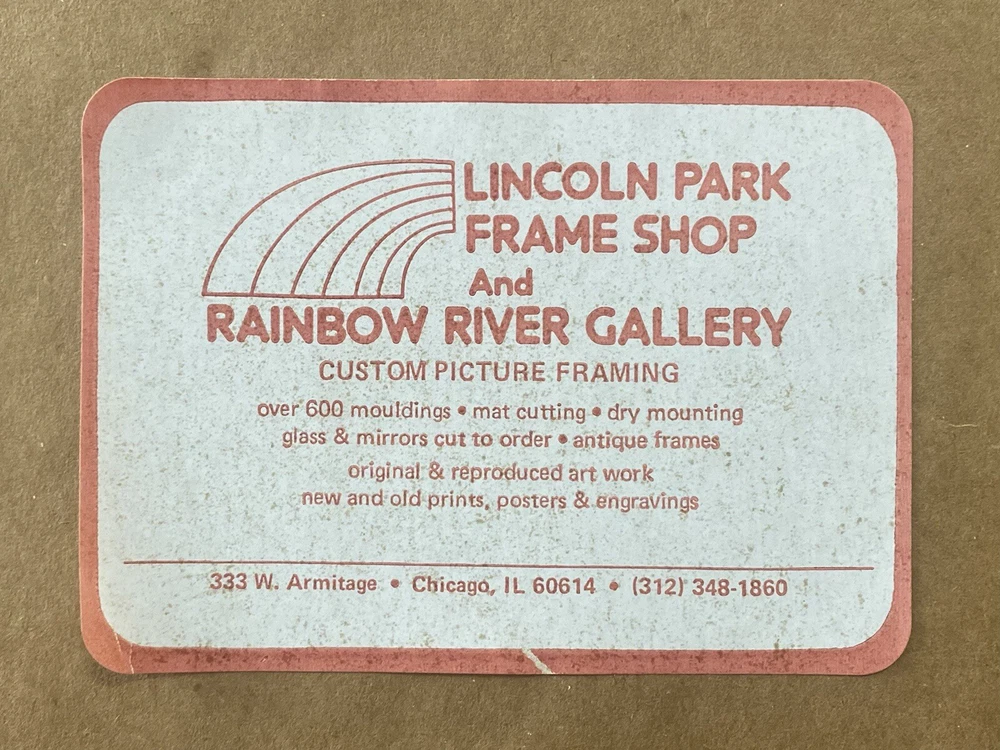 LINCOLN PARK
FRAME SHOP
And
RAINBOW RIVER GALLERY
CUSTOM PICTURE FRAMING
over 600 mouldings • mat cutting • dry mounting
glass & mirrors cut to order • antique frames
original & reproduced art work
new and old prints, posters & engravings
333 W. Armitage • Chicago, IL 60614 • (312) 348-1860